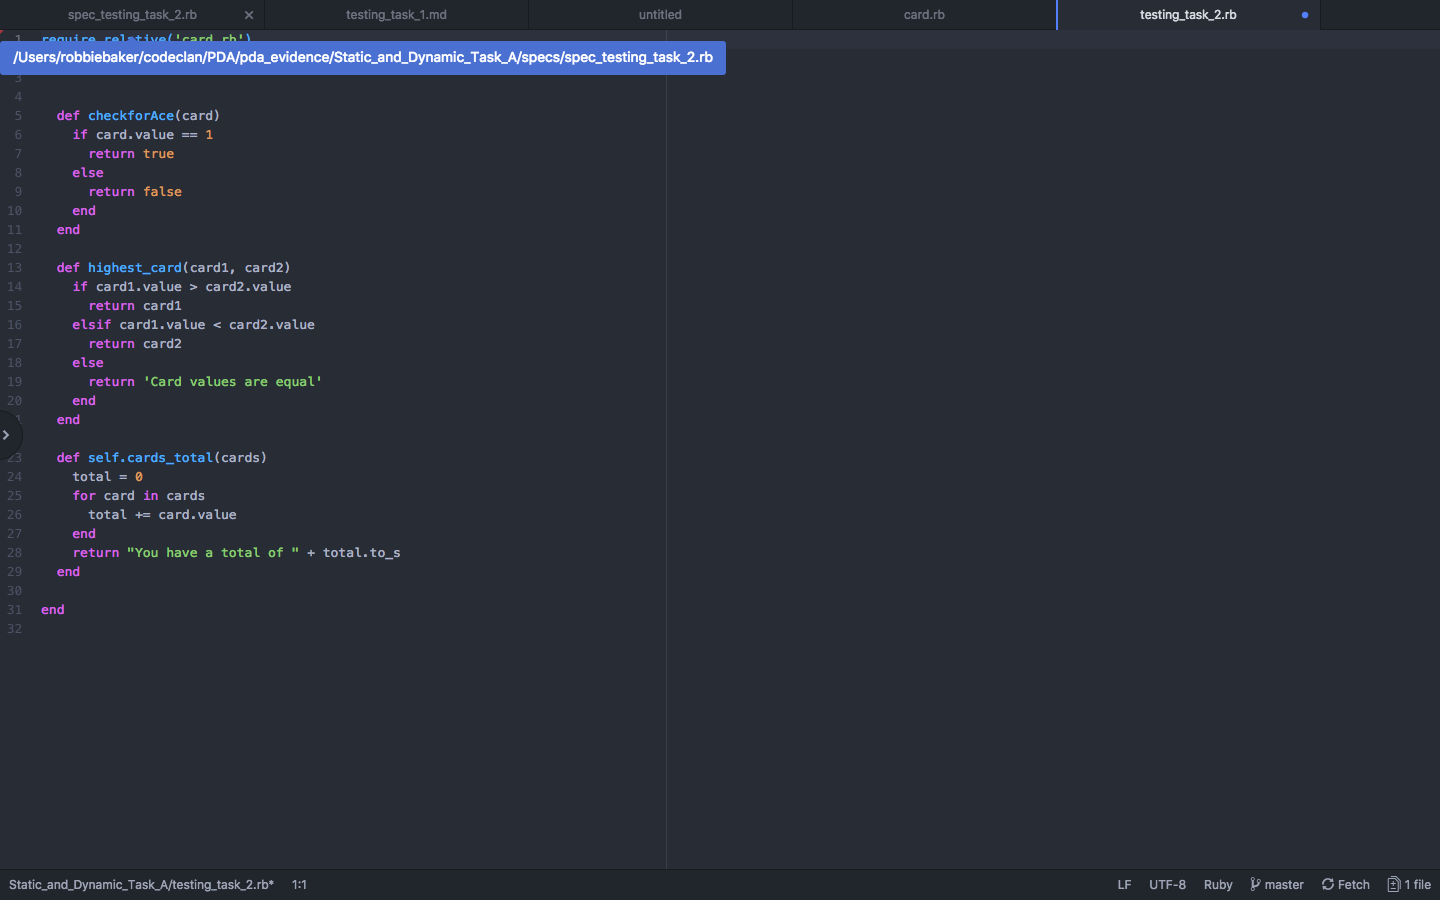 spec_testing_task_2.rb testing_task_1.md untitled card.rb testing_task_2.rb
1 require_relative('card.rb')
/Users/robbiebaker/codeclan/PDA/pda_evidence/Static_and_Dynamic_Task_A/specs/spec_testing_task_2.rb
3
4
5 def checkforAce(card)
6 if card.value == 1
7 return true
8 else
9 return false
10 end
11 end
12
13 def highest_card(card1, card2)
14 if card1.value > card2.value
15 return card1
16 elsif card1.value < card2.value
17 return card2
18 else
19 return 'Card values are equal'
20 end
end
23 def self.cards_total(cards)
24 total = 0
25 for card in cards
26 total += card.value
27 end
28 return "You have a total of " + total.to_s
29 end
30
31 end
32
Static_and_Dynamic_Task_A/testing_task_2.rb* 1:1 LF UTF-8 Ruby master Fetch 1 file